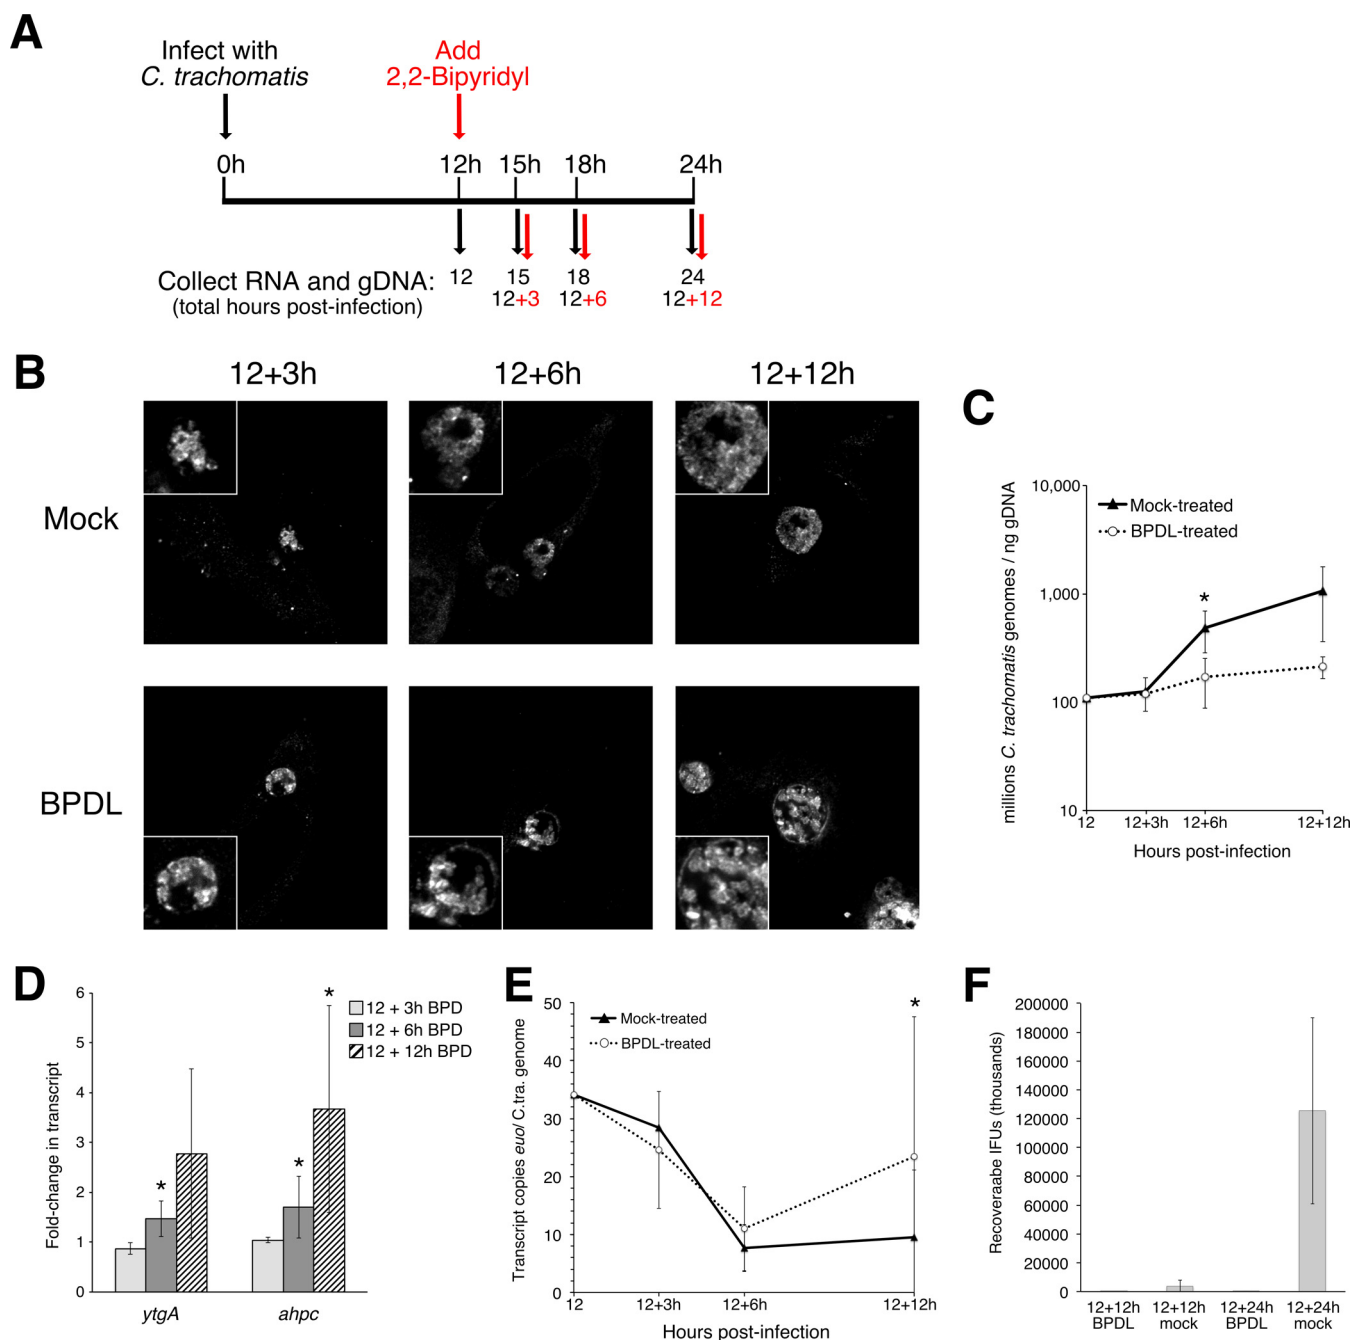 A
Infect with
C. trachomatis
Add
2,2-Bipyridyl
0h 12h 15h 18h 24h
Collect RNA and gDNA: 12 15 18 24
(total hours post-infection) 12+3 12+6 12+12
B
12+3h 12+6h 12+12h
Mock
BPDL
C
millions C. trachomatis genomes / ng gDNA
10,000
1,000
100
10
Mock-treated
BPDL-treated
*
12 12+3h 12+6h 12+12h
Hours post-infection
D
Fold-change in transcript
6
5
4
3
2
1
0
12 + 3h BPD
12 + 6h BPD
12 + 12h BPD
* * *
ytgA ahpc
E
Transcript copies euo/ C.tra. genome
50
40
30
20
10
0
Mock-treated
BPDL-treated
*
12 12+3h 12+6h 12+12h
Hours post-infection
F
Recoveraabe IFUs (thousands)
200000
180000
160000
140000
120000
100000
80000
60000
40000
20000
0
12+12h 12+12h 12+24h 12+24h
BPDL mock BPDL mock